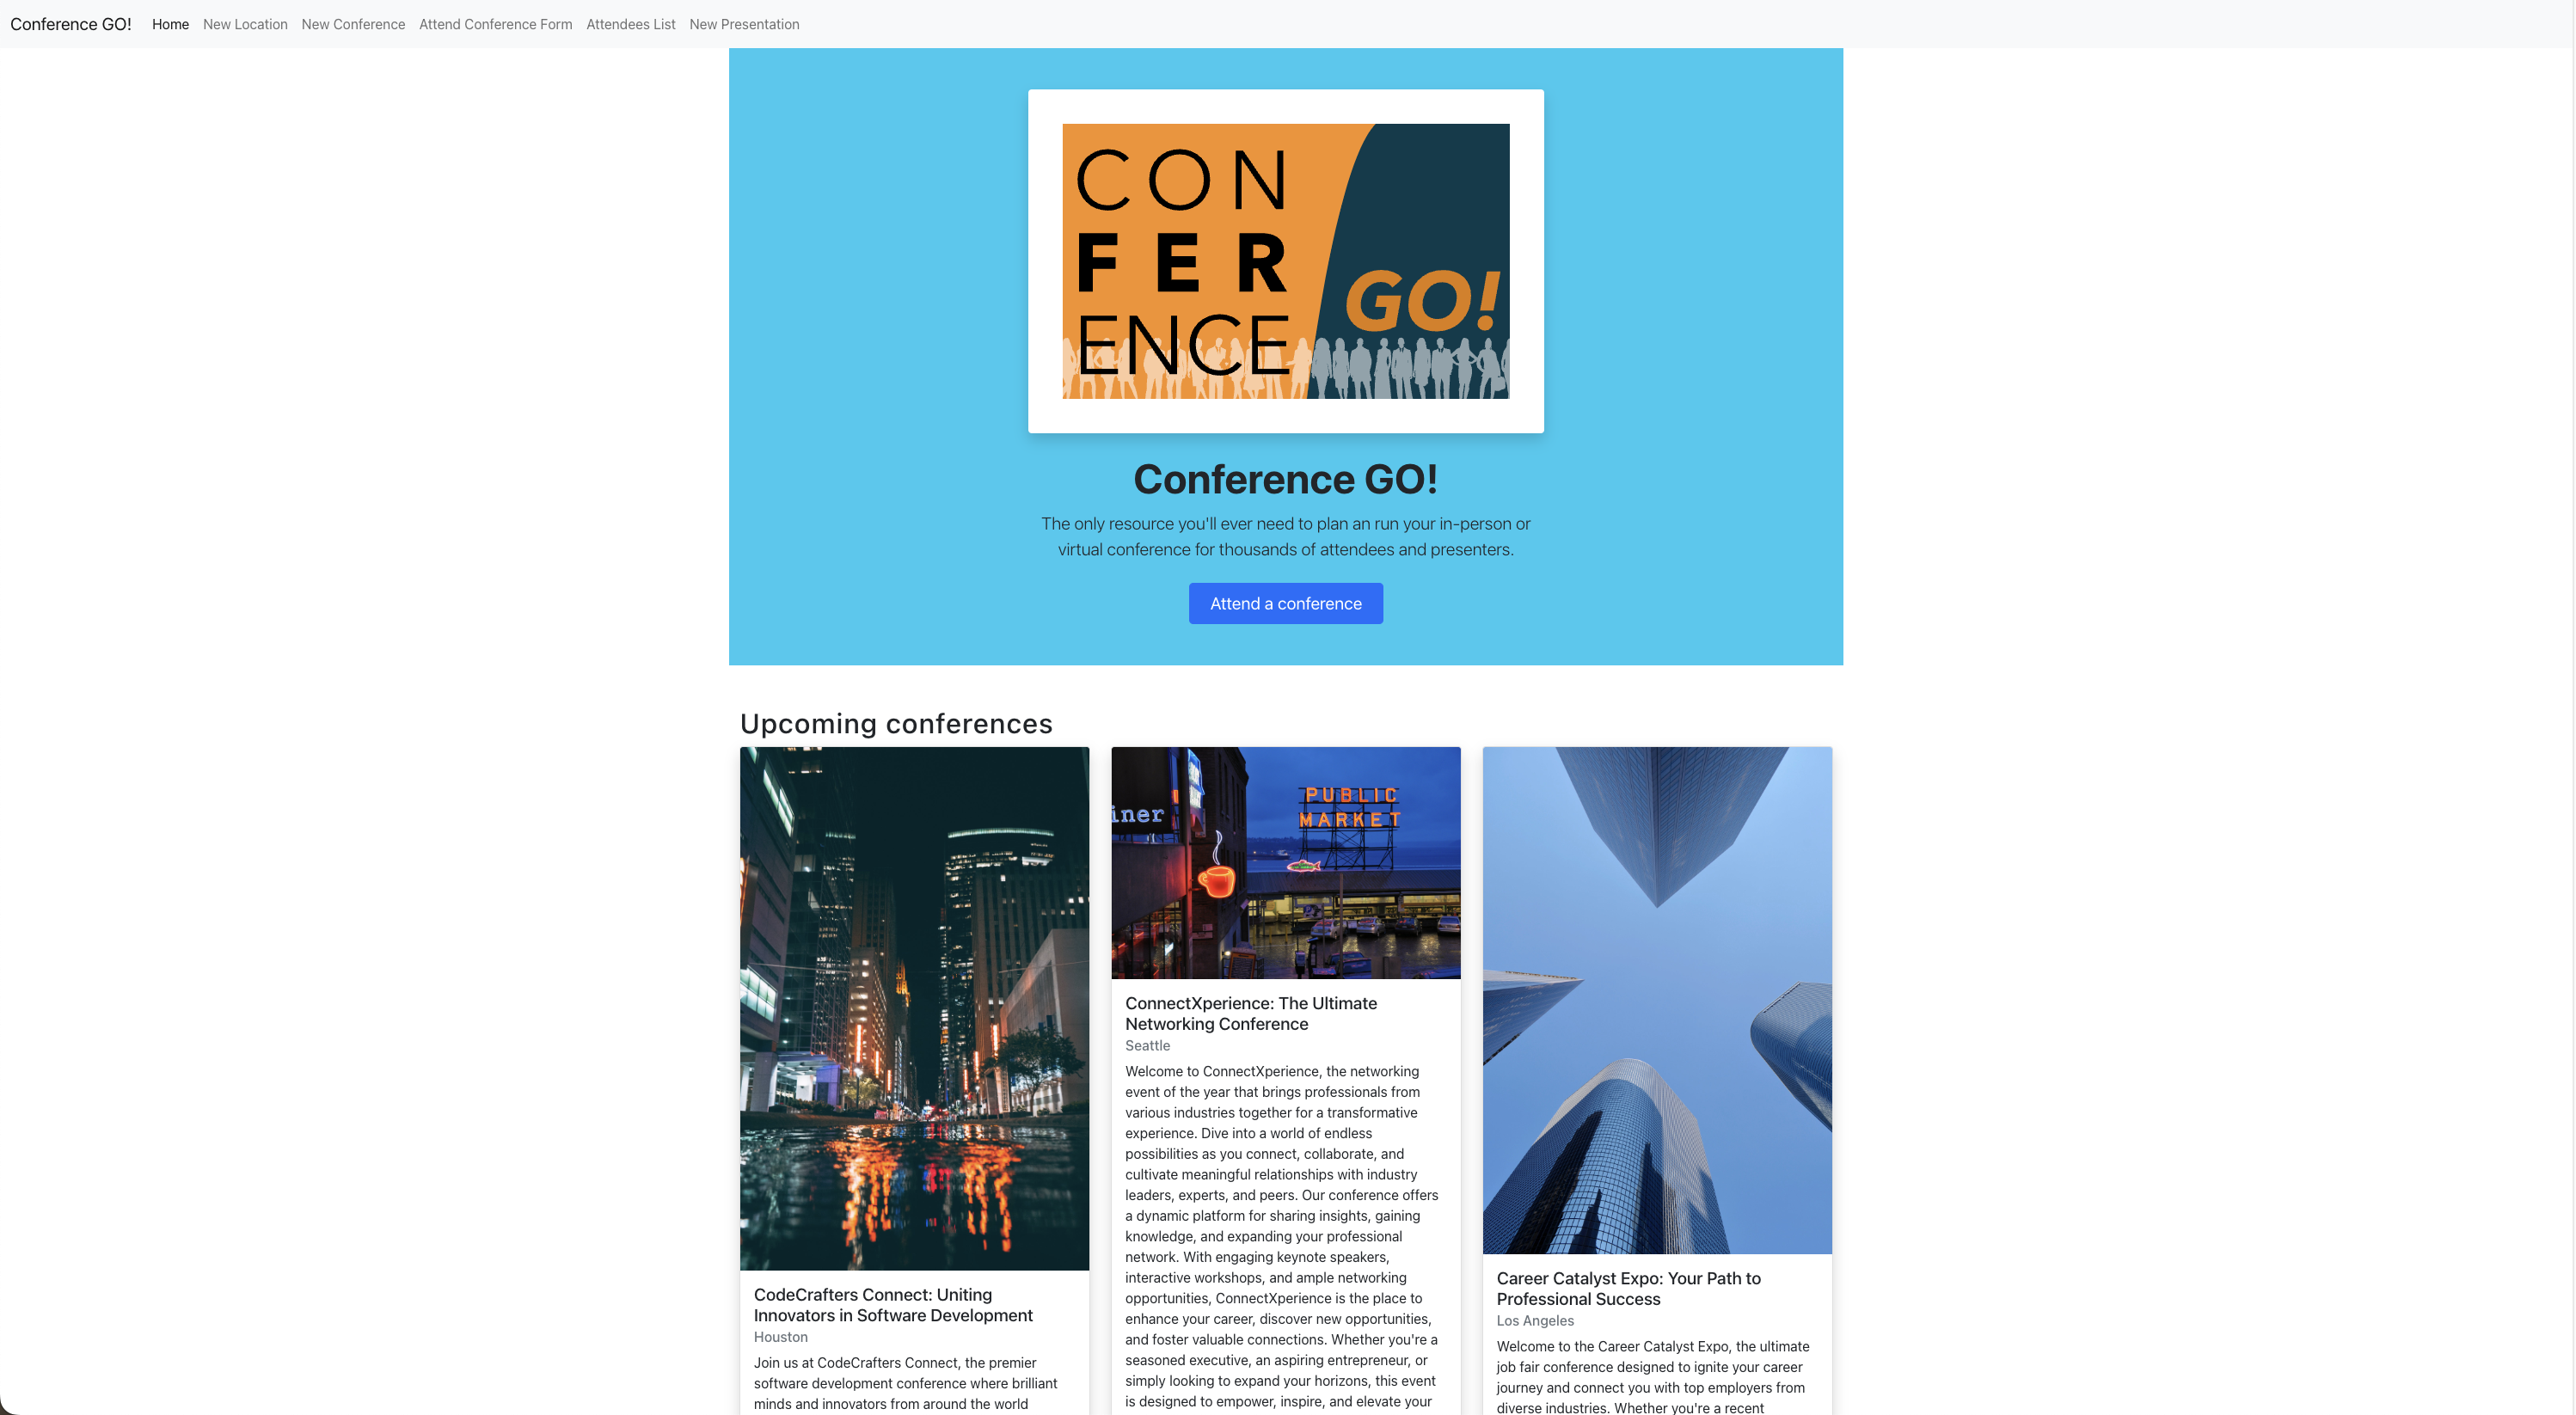 Conference GO! Home New Location New Conference Attend Conference Form Attendees List New Presentation
CON
FER
ENCE
GO!
Conference GO!
The only resource you'll ever need to plan an run your in-person or
virtual conference for thousands of attendees and presenters.
Attend a conference
Upcoming conferences
CodeCrafters Connect: Uniting
Innovators in Software Development
Houston
Join us at CodeCrafters Connect, the premier
software development conference where brilliant
minds and innovators from around the world
iner
PUBLIC
MARKET
ConnectXperience: The Ultimate
Networking Conference
Seattle
Welcome to ConnectXperience, the networking
event of the year that brings professionals from
various industries together for a transformative
experience. Dive into a world of endless
possibilities as you connect, collaborate, and
cultivate meaningful relationships with industry
leaders, experts, and peers. Our conference offers
a dynamic platform for sharing insights, gaining
knowledge, and expanding your professional
network. With engaging keynote speakers,
interactive workshops, and ample networking
opportunities, ConnectXperience is the place to
enhance your career, discover new opportunities,
and foster valuable connections. Whether you're a
seasoned executive, an aspiring entrepreneur, or
simply looking to expand your horizons, this event
is designed to empower, inspire, and elevate your
Career Catalyst Expo: Your Path to
Professional Success
Los Angeles
Welcome to the Career Catalyst Expo, the ultimate
job fair conference designed to ignite your career
journey and connect you with top employers from
diverse industries. Whether you're a recent